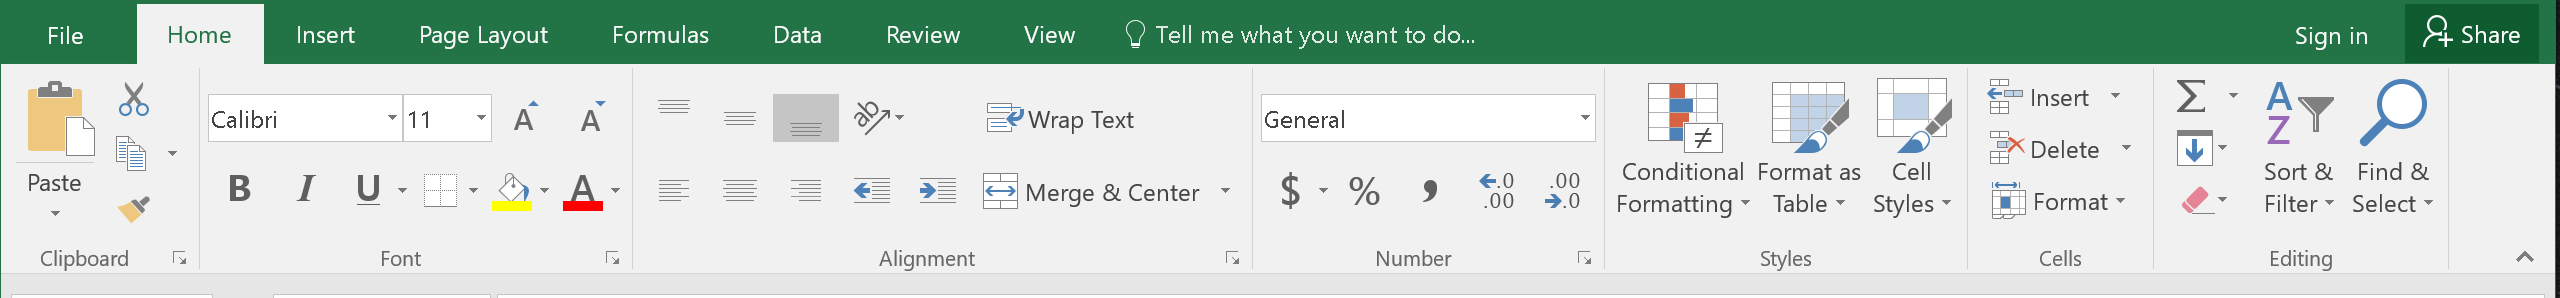 File Home Insert Page Layout Formulas Data Review View Tell me what you want to do... Sign in Share
Calibri 11 A A
Wrap Text
General
Insert
Delete
Format
Paste
B I U A
ab
Merge & Center
$ % , .0 .00 .00 .0
≠
Conditional Formatting
Format as Table
Cell Styles
Σ
A Z
Sort & Filter
Find & Select
Clipboard Font Alignment Number Styles Cells Editing